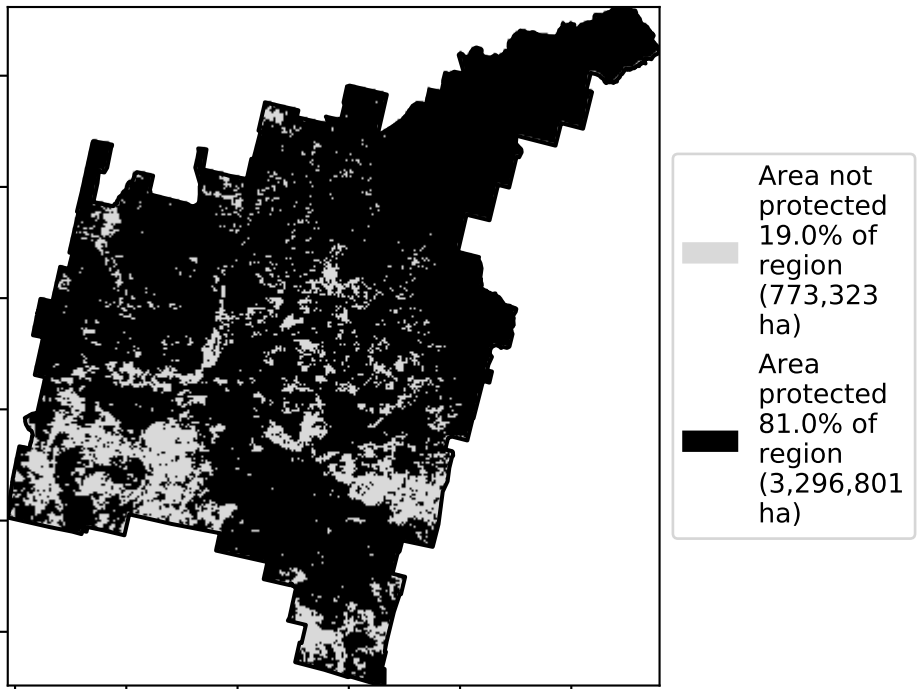 Area not
protected
19.0% of
region
(773,323
ha)
Area
protected
81.0% of
region
(3,296,801
ha)